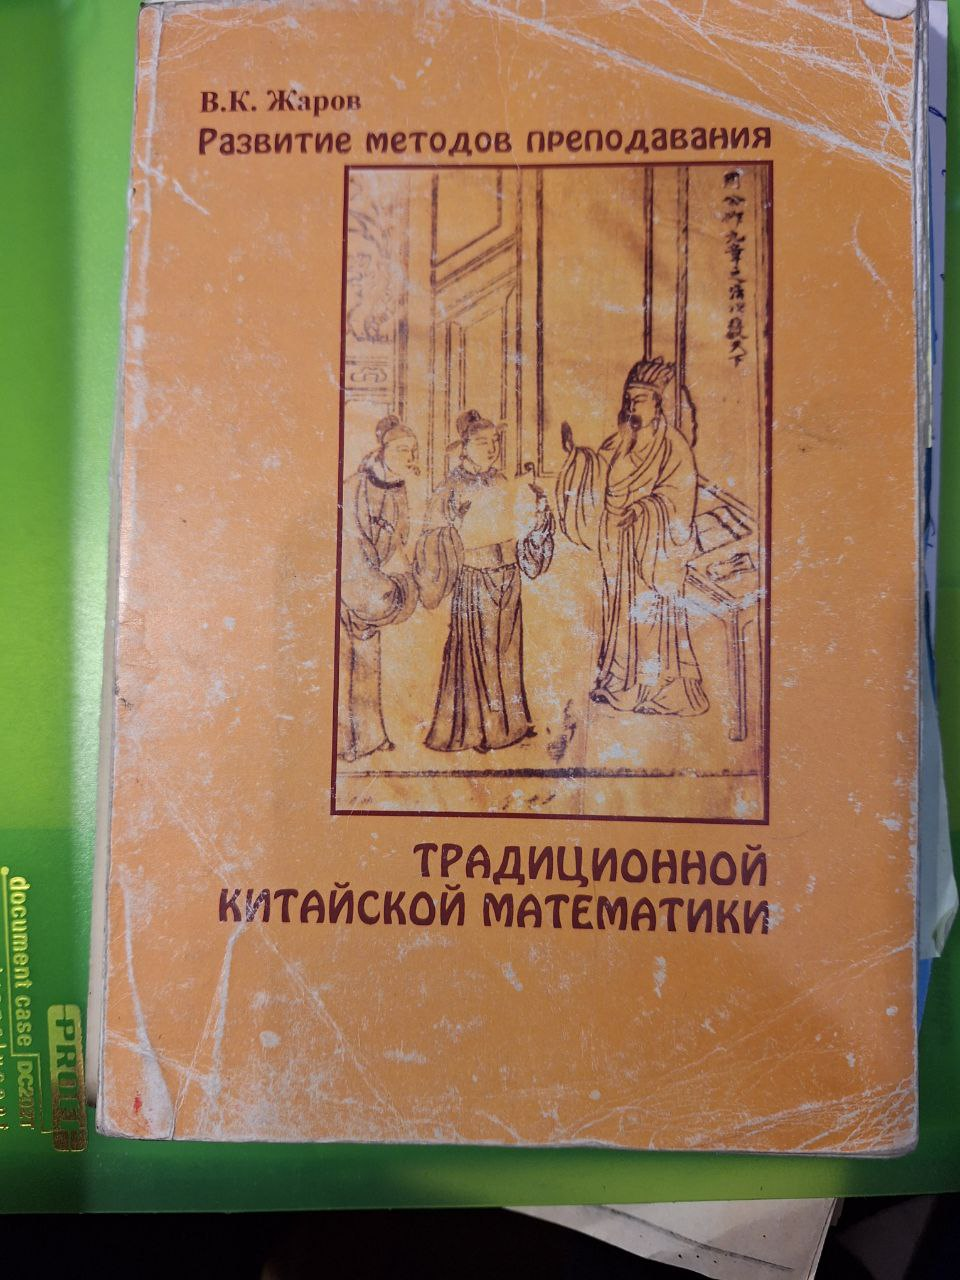 В.К. Жаров
Развитие методов преподавания
ТРАДИЦИОННОЙ
КИТАЙСКОЙ МАТЕМАТИКИ
document case